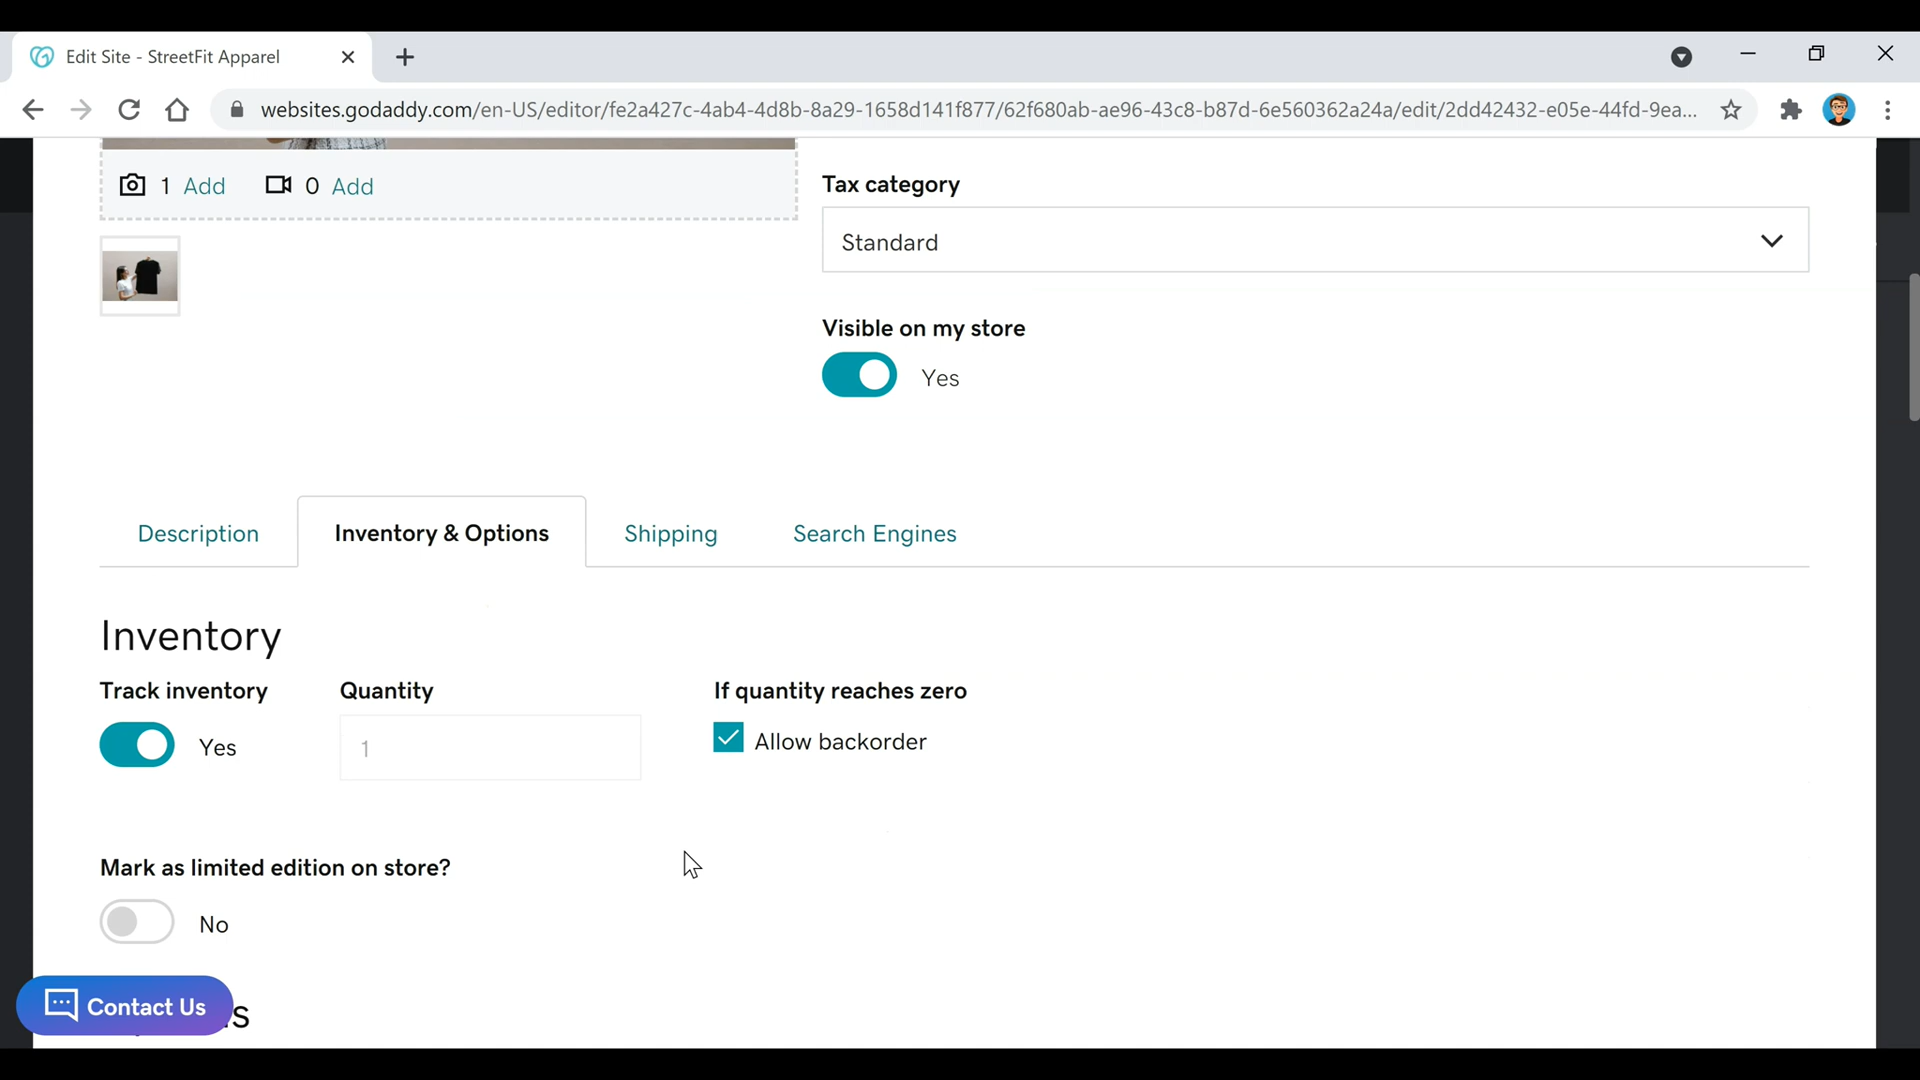 Edit Site - StreetFit Apparel
websites.godaddy.com/en-US/editor/fe2a427c-4ab4-4d8b-8a29-1658d141f877/62f680ab-ae96-43c8-b87d-6e560362a24a/edit/2dd42432-e05e-44fd-9ea...
1 Add 0 Add
Tax category
Standard
Visible on my store
Yes
Description Inventory & Options Shipping Search Engines
Inventory
Track inventory Quantity If quantity reaches zero
Yes 1 Allow backorder
Mark as limited edition on store?
No
Contact Us